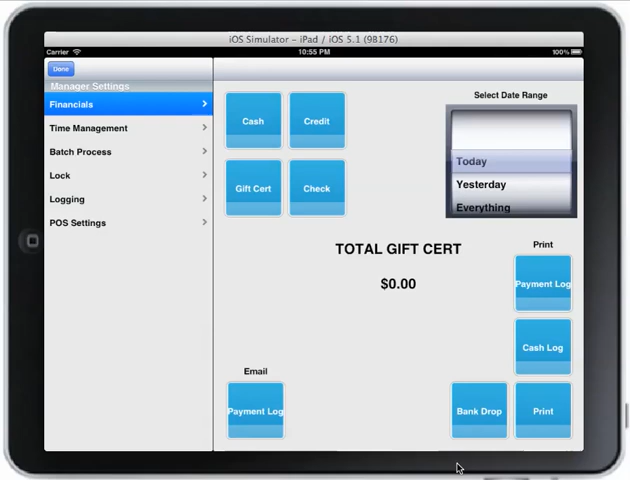 iOS Simulator – iPad / iOS 5.1 (98176)
Carrier
10:55 PM
100%
Done
Manager Settings
Financials
Time Management
Batch Process
Lock
Logging
POS Settings
Cash
Credit
Gift Cert
Check
Select Date Range
Today
Yesterday
Everything
TOTAL GIFT CERT
$0.00
Print
Payment Log
Cash Log
Email
Payment Log
Bank Drop
Print